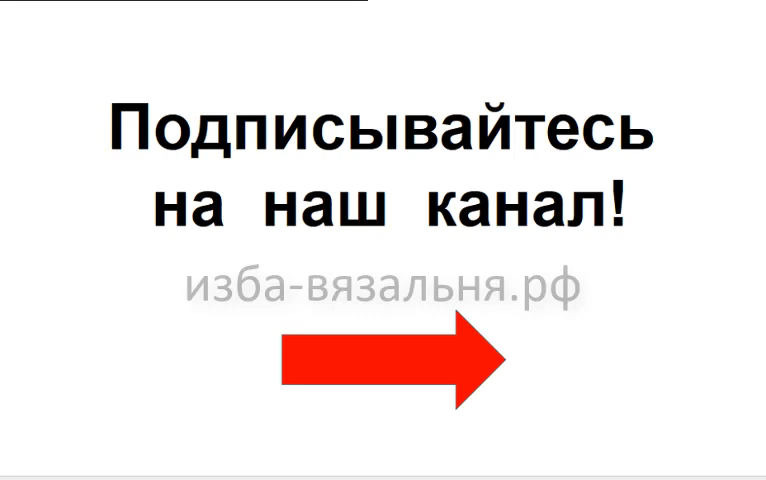 Подписывайтесь
на наш канал!
изба-вязальня.рф